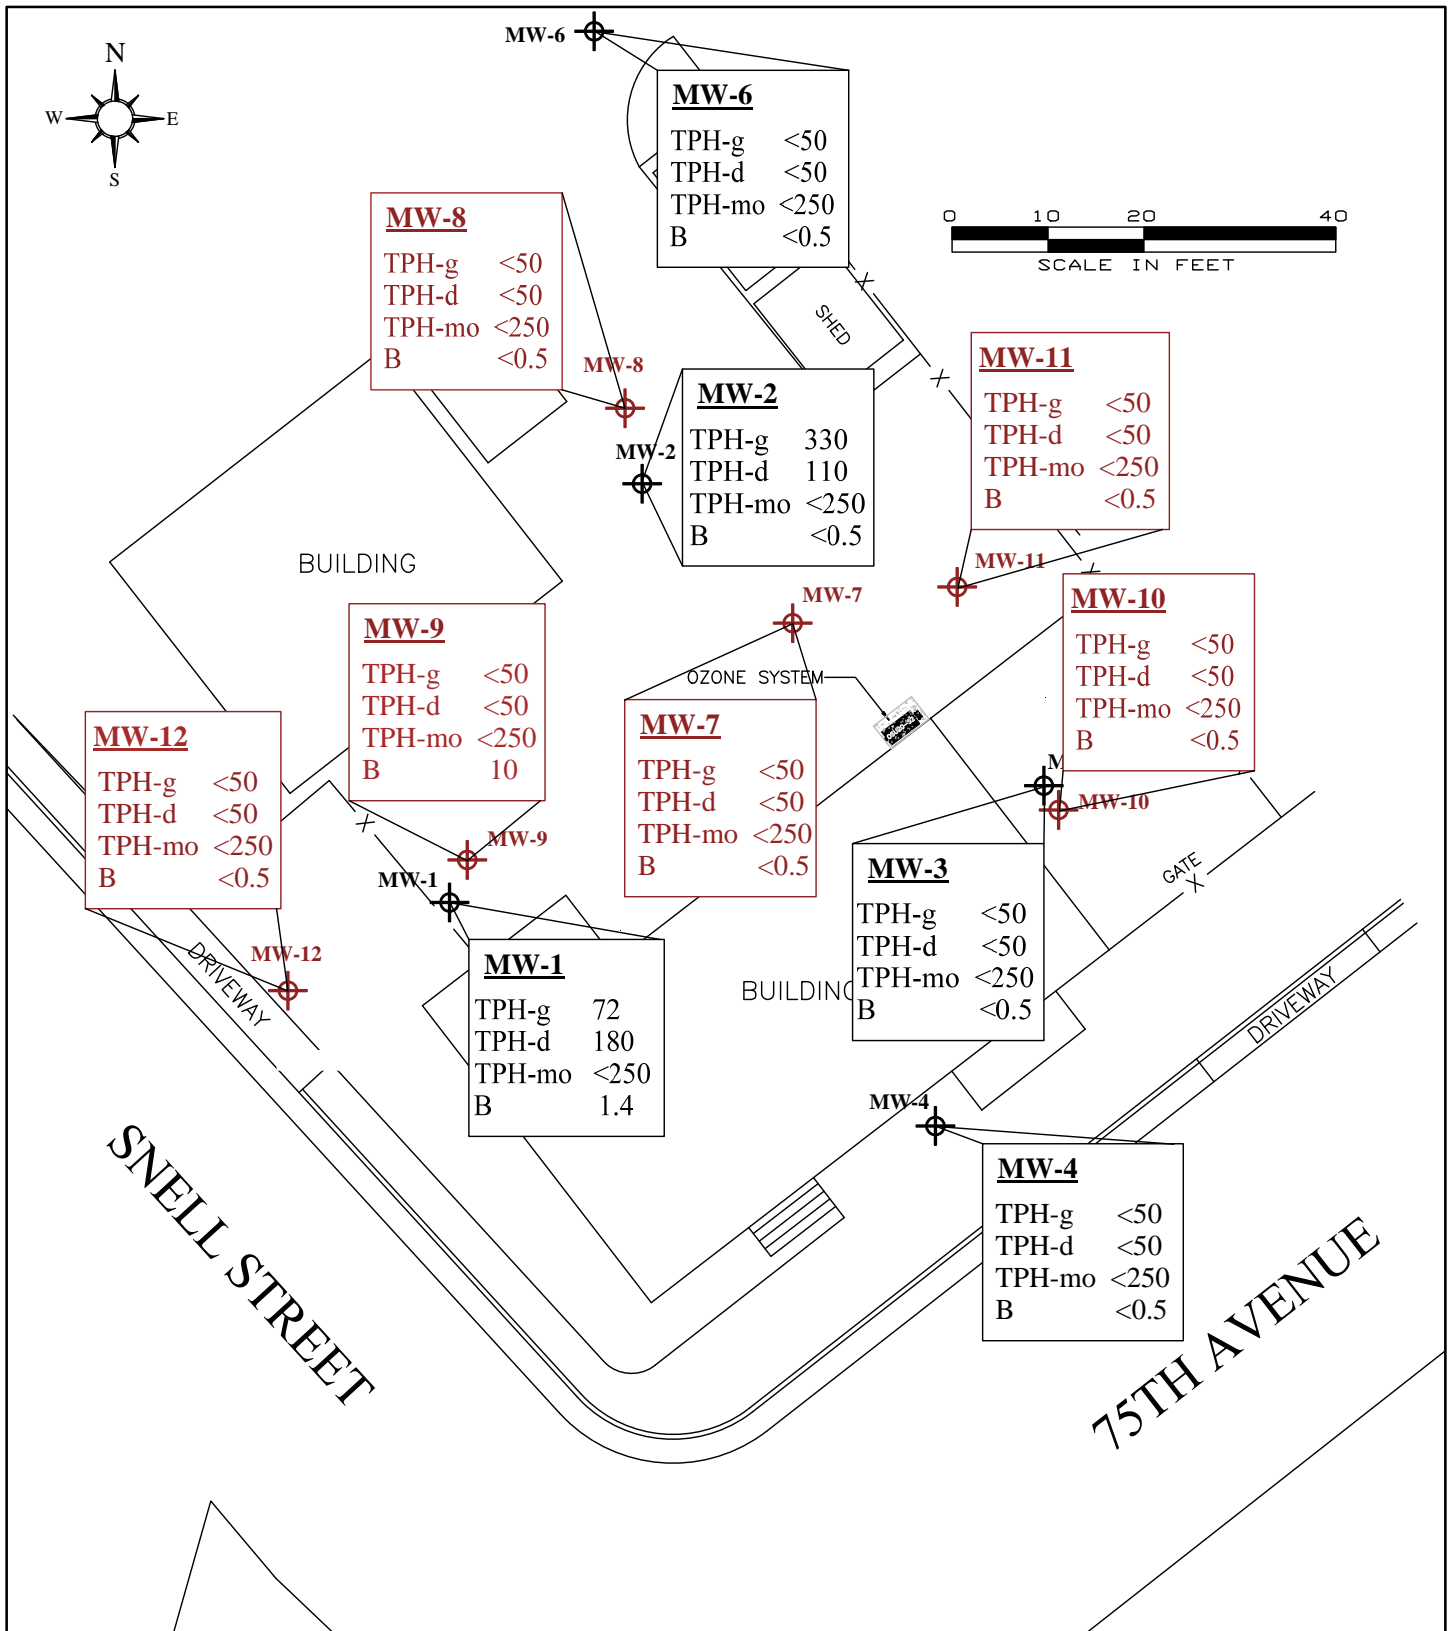 N
W E
S
MW-6
MW-6
TPH-g <50
TPH-d <50
TPH-mo <250
B <0.5
0 10 20 40
SCALE IN FEET
MW-8
TPH-g <50
TPH-d <50
TPH-mo <250
B <0.5
MW-8
X
SHED
X
MW-2
MW-2
TPH-g 330
TPH-d 110
TPH-mo <250
B <0.5
MW-11
TPH-g <50
TPH-d <50
TPH-mo <250
B <0.5
MW-11
X
BUILDING
MW-9
TPH-g <50
TPH-d <50
TPH-mo <250
B 10
MW-9
MW-7
OZONE SYSTEM
MW-7
TPH-g <50
TPH-d <50
TPH-mo <250
B <0.5
MW-10
TPH-g <50
TPH-d <50
TPH-mo <250
B <0.5
MW-10
MW-12
TPH-g <50
TPH-d <50
TPH-mo <250
B <0.5
MW-12
X
MW-1
MW-1
TPH-g 72
TPH-d 180
TPH-mo <250
B 1.4
M
MW-3
TPH-g <50
TPH-d <50
TPH-mo <250
B <0.5
GATE
X
BUILDING
DRIVEWAY
DRIVEWAY
MW-4
MW-4
TPH-g <50
TPH-d <50
TPH-mo <250
B <0.5
SNELL STREET
75TH AVENUE